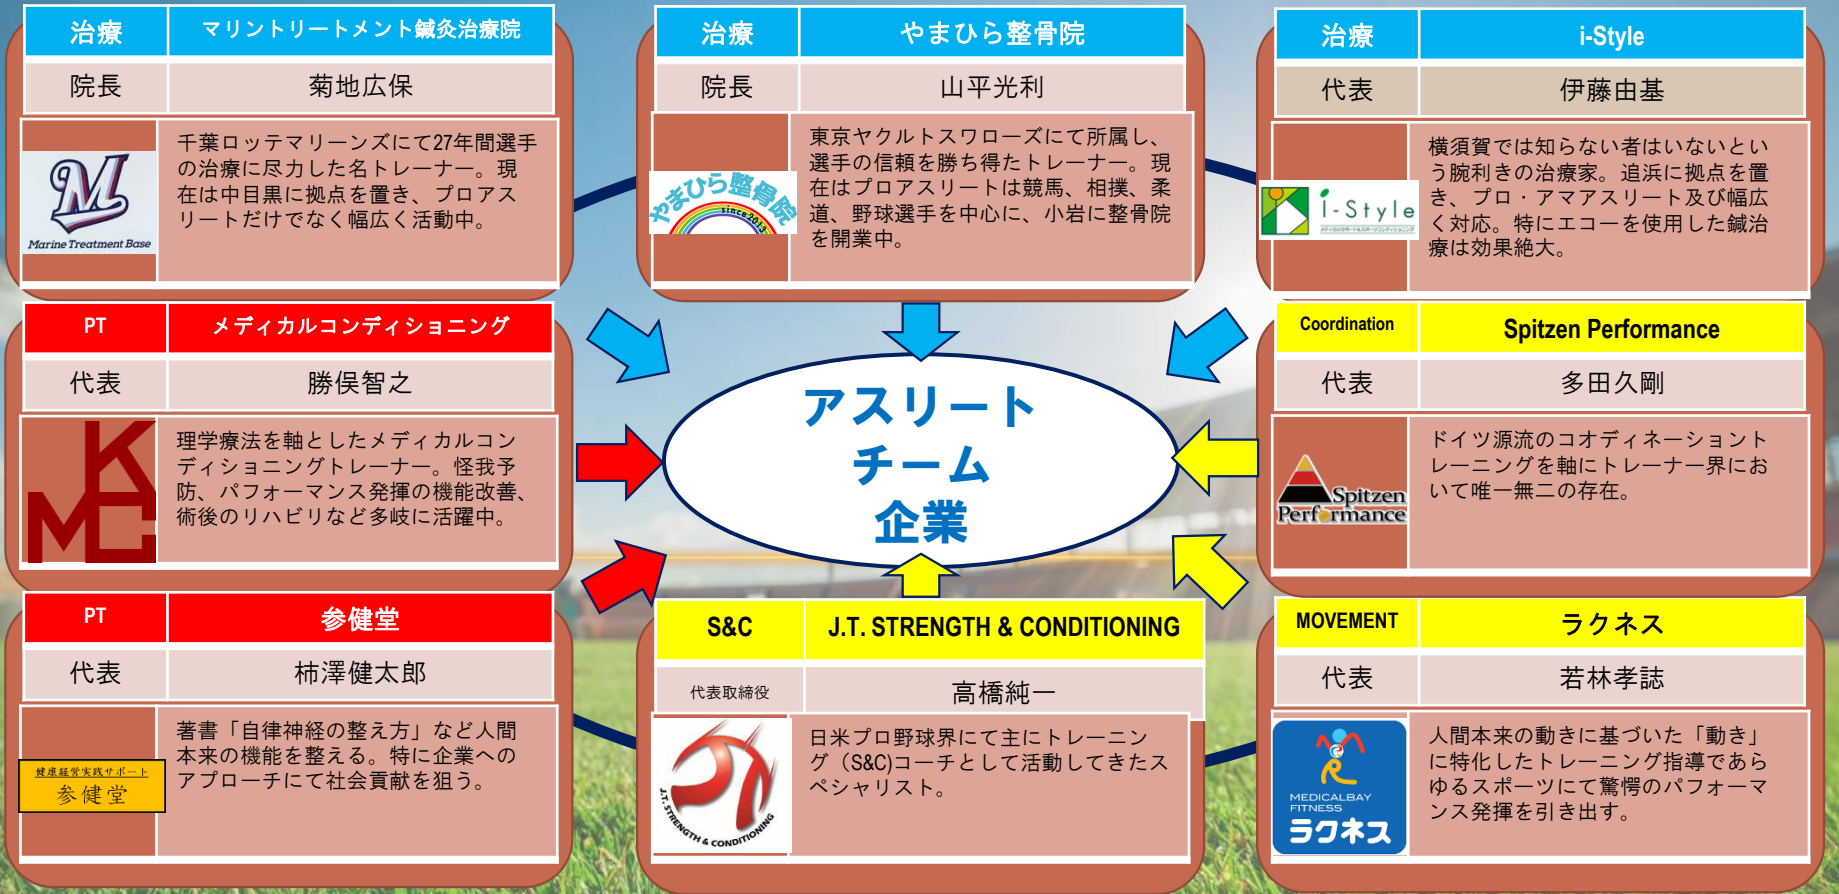 治療 マリントリートメント鍼灸治療院
院長 菊地広保
M
Marine Treatment Base
千葉ロッテマリーンズにて27年間選手
の治療に尽力した名トレーナー。現
在は中目黒に拠点を置き、プロアス
リートだけでなく幅広く活動中。
治療 やまひら整骨院
院長 山平光利
やまひら整骨院
since2013
東京ヤクルトスワローズにて所属し、
選手の信頼を勝ち得たトレーナー。現
在はプロアスリートは競馬、相撲、柔
道、野球選手を中心に、小岩に整骨院
を開業中。
治療 i-Style
代表 伊藤由基
i-Style
メディカルサポート&スポーツコンディショニング
横須賀では知らない者はいないとい
う腕利きの治療家。追浜に拠点を置
き、プロ・アマアスリート及び幅広
く対応。特にエコーを使用した鍼治
療は効果絶大。
PT メディカルコンディショニング
代表 勝俣智之
KMC
理学療法を軸としたメディカルコン
ディショニングトレーナー。怪我予
防、パフォーマンス発揮の機能改善、
術後のリハビリなど多岐に活躍中。
アスリート
チーム
企業
Coordination Spitzen Performance
代表 多田久剛
Spitzen
Performance
ドイツ源流のコオディネーショント
レーニングを軸にトレーナー界にお
いて唯一無二の存在。
PT 参健堂
代表 柿澤健太郎
健康経営実践サポート
参健堂
著書「自律神経の整え方」など人間
本来の機能を整える。特に企業への
アプローチにて社会貢献を狙う。
S&C J.T. STRENGTH & CONDITIONING
代表取締役 高橋純一
J.T. STRENGTH & CONDITIONING
日米プロ野球界にて主にトレーニン
グ（S&C)コーチとして活動してきたス
ペシャリスト。
MOVEMENT ラクネス
代表 若林孝誌
MEDICALBAY
FITNESS
ラクネス
人間本来の動きに基づいた「動き」
に特化したトレーニング指導であら
ゆるスポーツにて驚愕のパフォーマ
ンス発揮を引き出す。